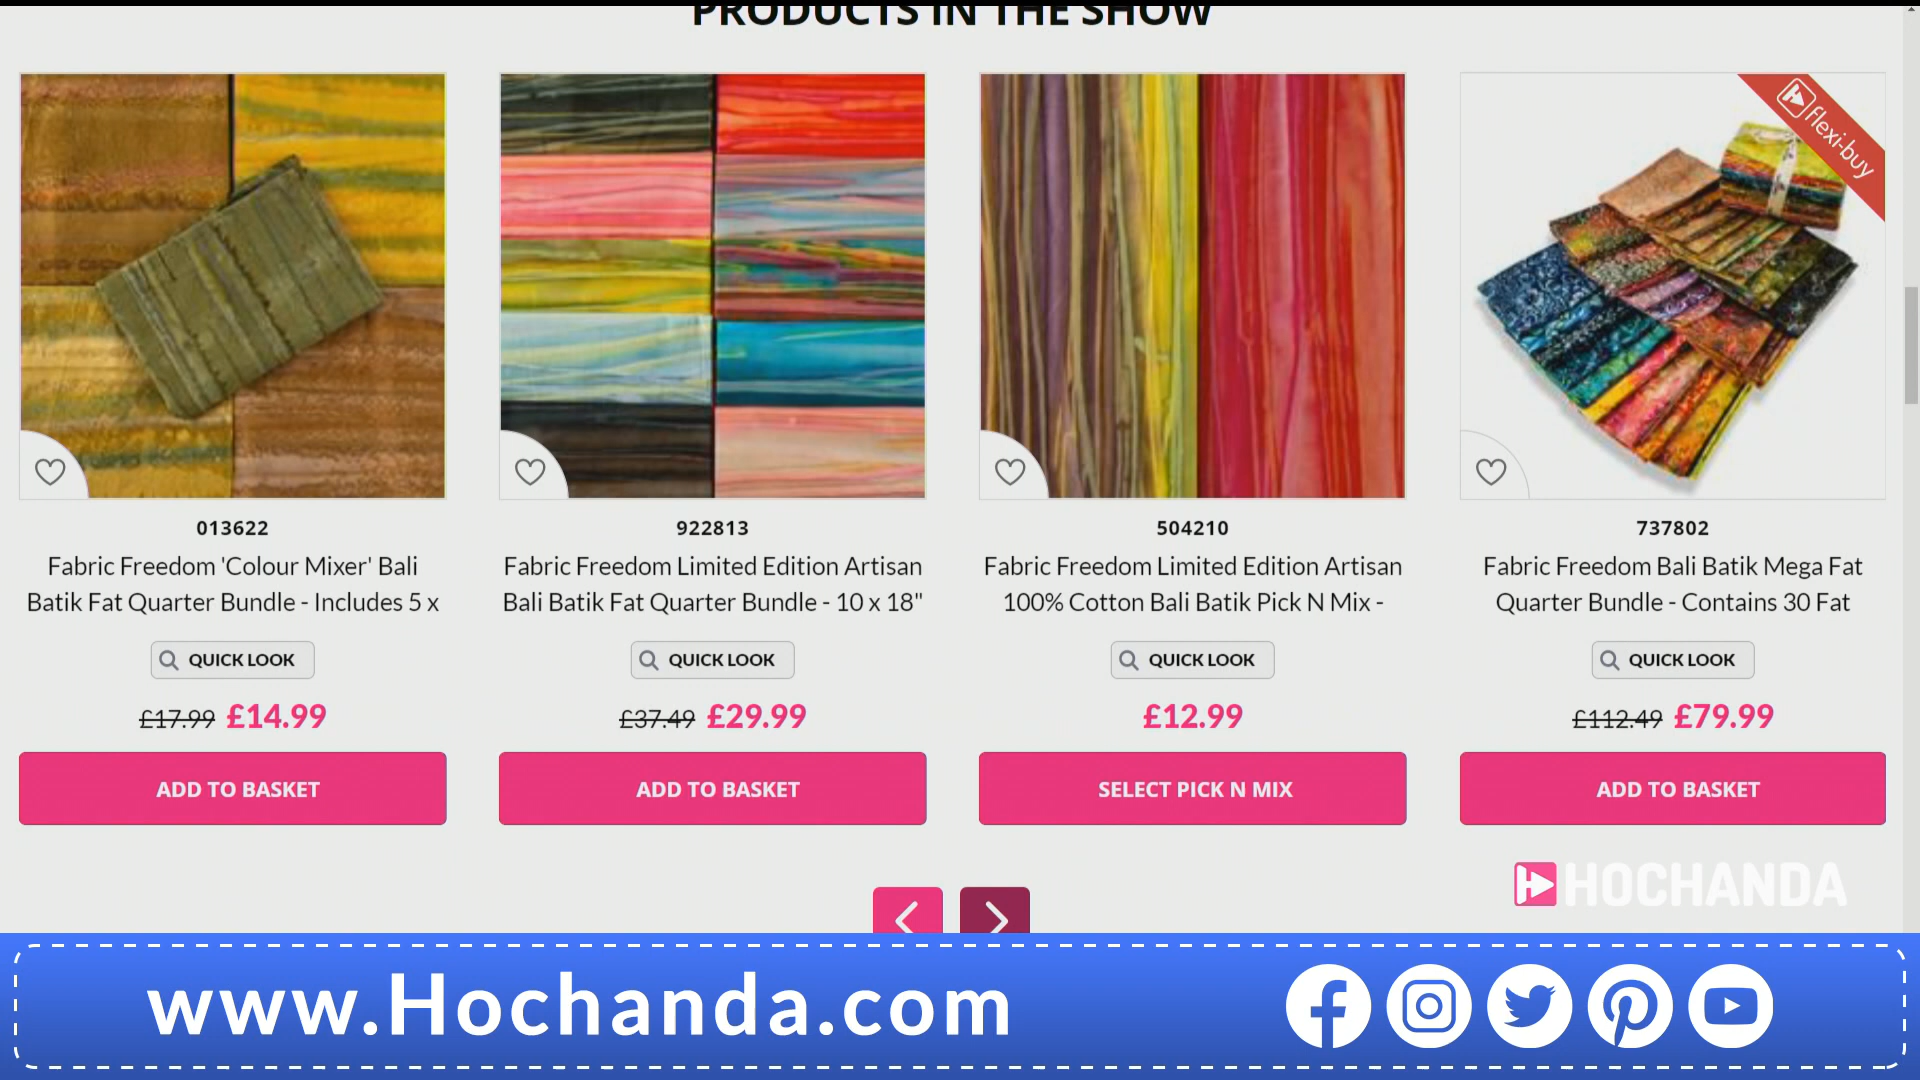 PRODUCTS IN THE SHOW
flexi-buy
013622
Fabric Freedom 'Colour Mixer' Bali
Batik Fat Quarter Bundle - Includes 5 x
QUICK LOOK
£17.99 £14.99
ADD TO BASKET
922813
Fabric Freedom Limited Edition Artisan
Bali Batik Fat Quarter Bundle - 10 x 18"
QUICK LOOK
£37.49 £29.99
ADD TO BASKET
504210
Fabric Freedom Limited Edition Artisan
100% Cotton Bali Batik Pick N Mix -
QUICK LOOK
£12.99
SELECT PICK N MIX
737802
Fabric Freedom Bali Batik Mega Fat
Quarter Bundle - Contains 30 Fat
QUICK LOOK
£112.49 £79.99
ADD TO BASKET
HOCHANDA
www.Hochanda.com